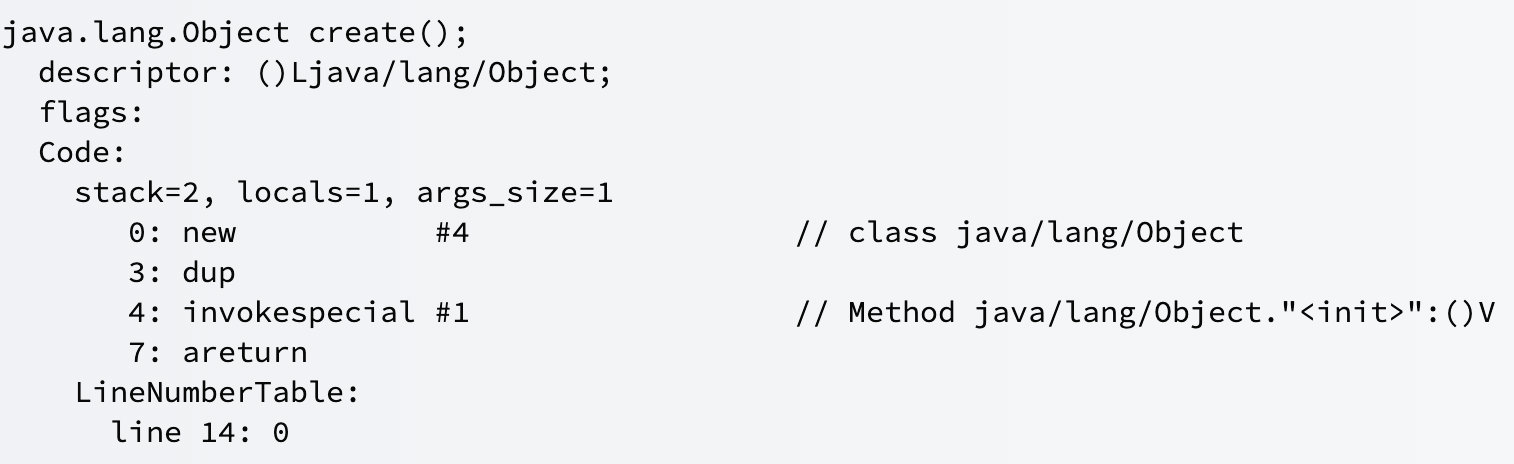 java.lang.Object create();
  descriptor: ()Ljava/lang/Object;
  flags:
  Code:
    stack=2, locals=1, args_size=1
       0: new           #4                  // class java/lang/Object
       3: dup
       4: invokespecial #1                  // Method java/lang/Object."<init>":()V
       7: areturn
    LineNumberTable:
      line 14: 0